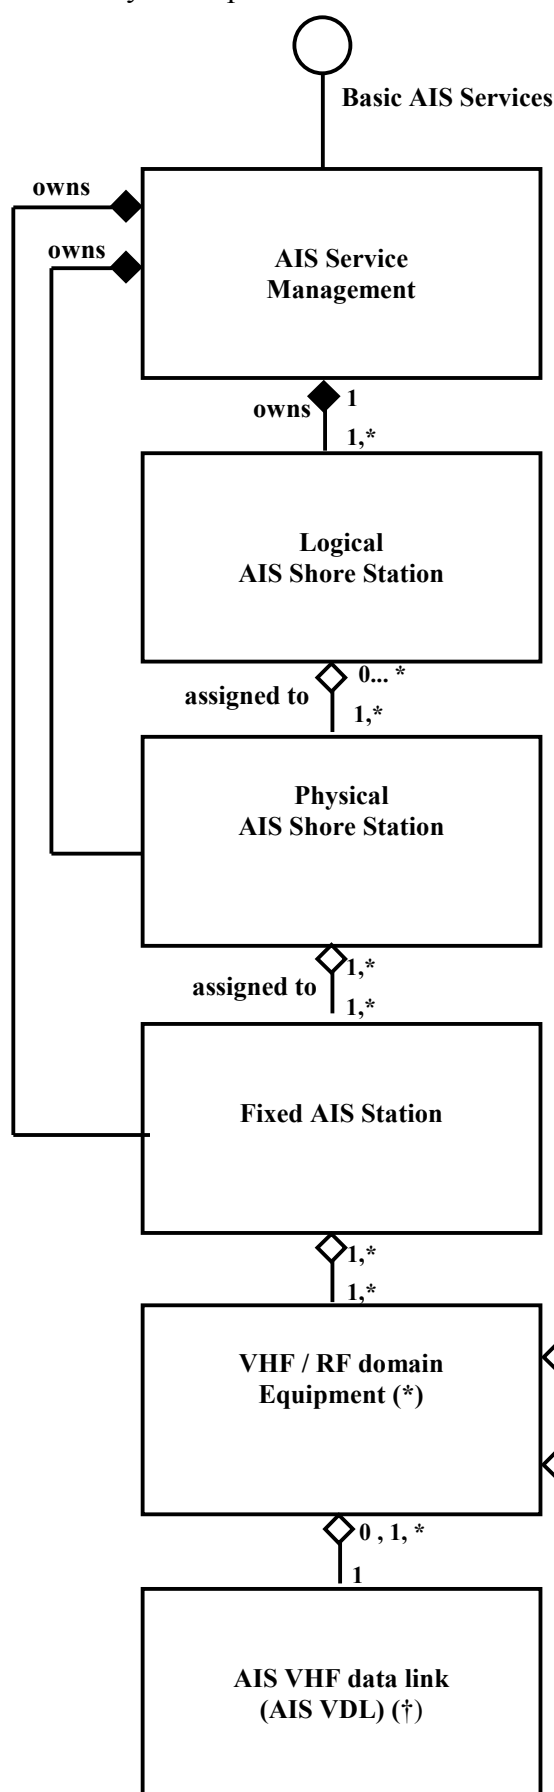 Basic AIS Services
owns
owns
AIS Service
Management
owns
1
1,*
Logical
AIS Shore Station
0... *
assigned to
1,*
Physical
AIS Shore Station
1,*
assigned to
1,*
Fixed AIS Station
1,*
1,*
VHF / RF domain
Equipment (*)
0 , 1, *
1
AIS VHF data link
(AIS VDL) (†)